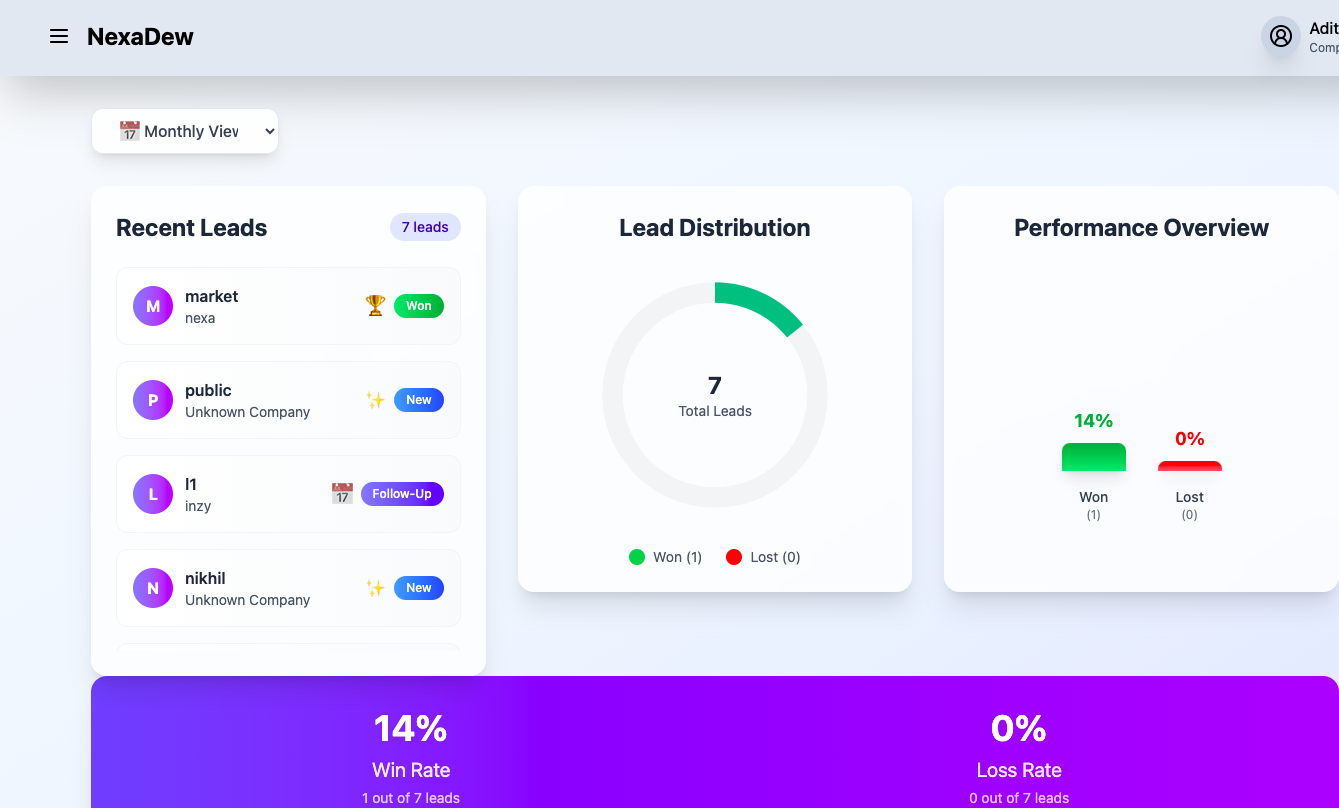 NexaDew
Adit
Comp
📅 Monthly View
Recent Leads
7 leads
M
market
nexa
🏆 Won
P
public
Unknown Company
✨ New
L
l1
inzy
📅 Follow-Up
N
nikhil
Unknown Company
✨ New
Lead Distribution
7
Total Leads
Won (1)
Lost (0)
Performance Overview
14%
0%
Won
Lost
(1)
(0)
14%
Win Rate
1 out of 7 leads
0%
Loss Rate
0 out of 7 leads